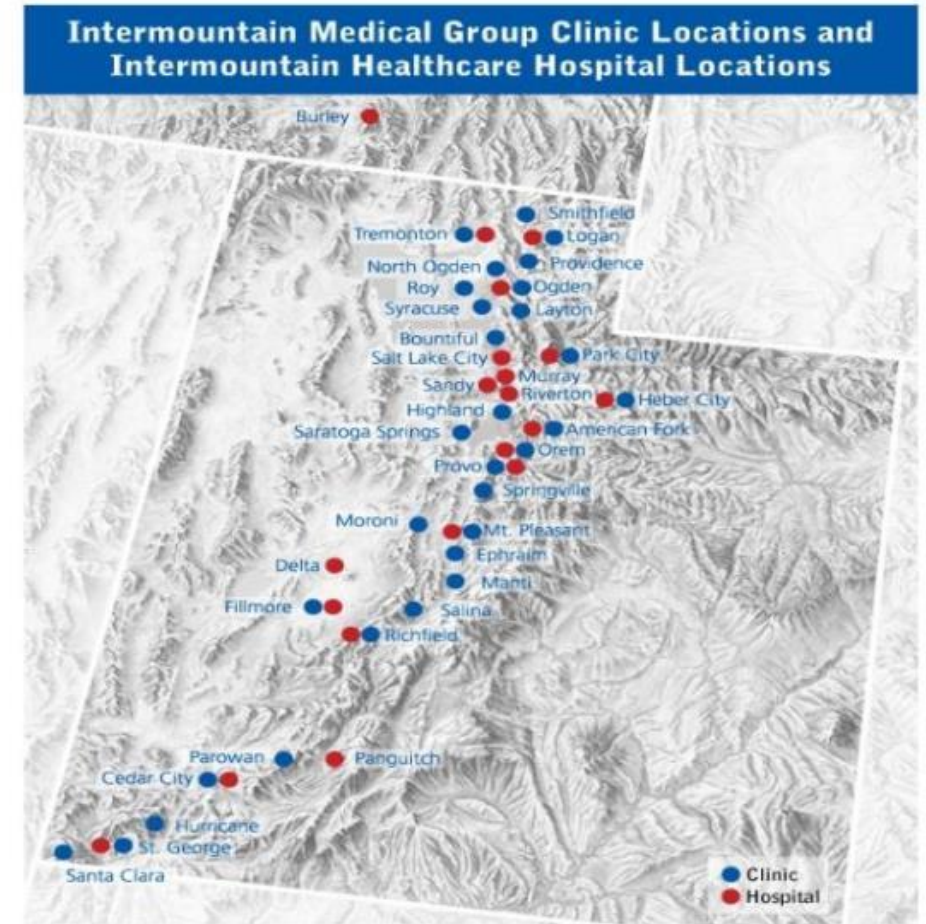 Intermountain Medical Group Clinic Locations and
Intermountain Healthcare Hospital Locations
Burley
Smithfield
Tremonton
Logan
Providence
North Ogden
Roy
Ogden
Syracuse
Layton
Bountiful
Salt Lake City
Park City
Murray
Sandy
Riverton
Heber City
Highland
American Fork
Saratoga Springs
Orem
Provo
Springville
Moroni
Mt. Pleasant
Ephraim
Delta
Manti
Fillmore
Salina
Richfield
Parowan
Panguitch
Cedar City
Hurricane
St. George
Santa Clara
Clinic
Hospital